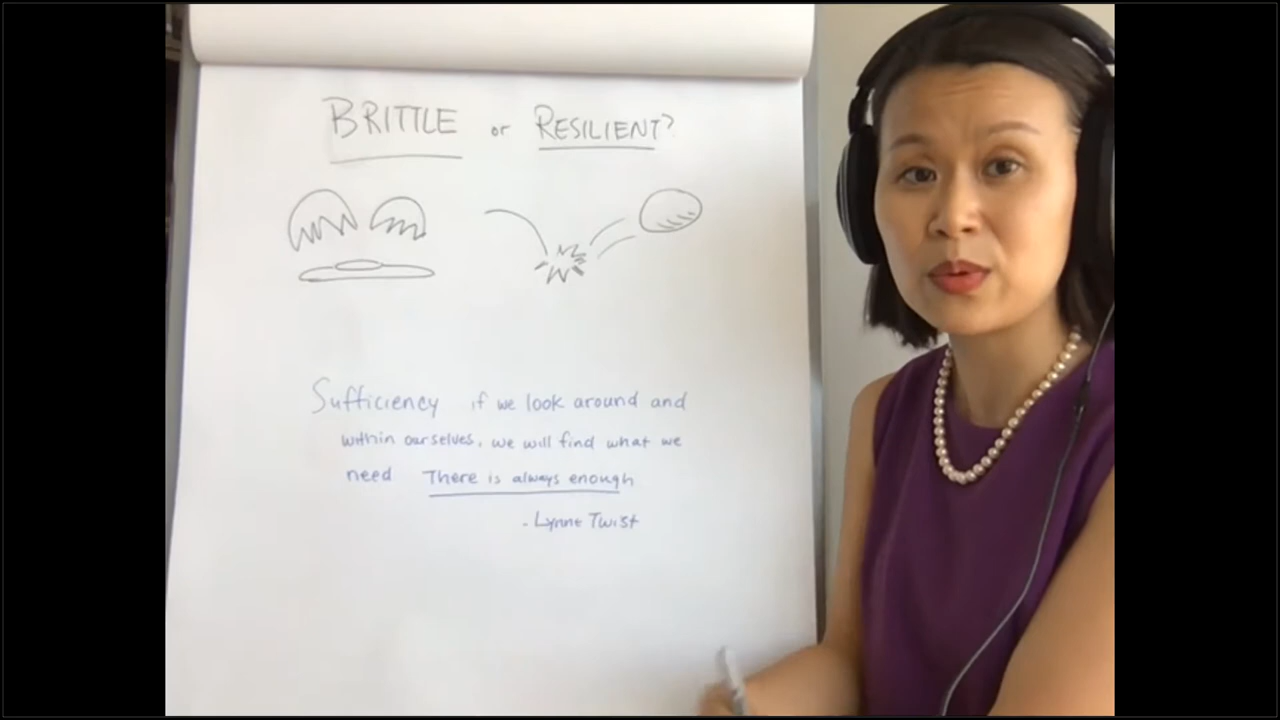 BRITTLE or RESILIENT?
Sufficiency if we look around and
within ourselves, we will find what we
need There is always enough
- Lynne Twist